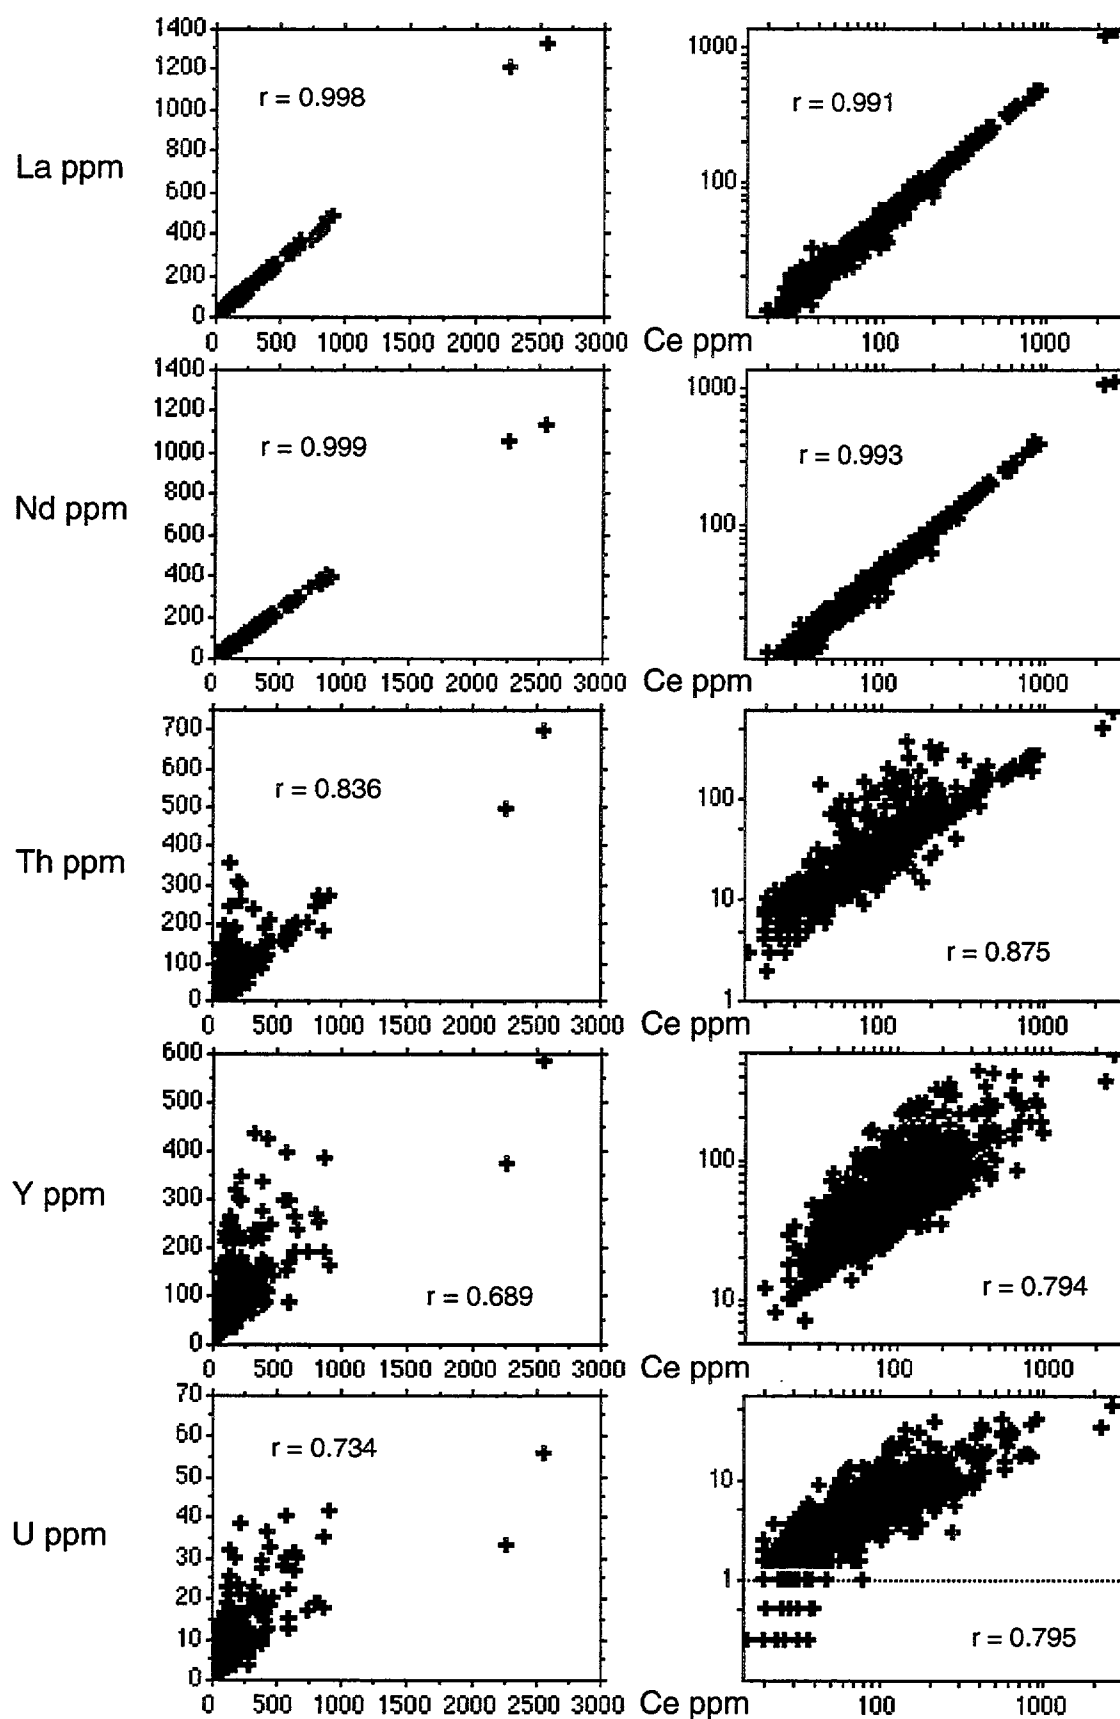 1400
1200
1000
800
600
400
200
0
r = 0.998
La ppm
1000
100
r = 0.991
0 500 1000 1500 2000 2500 3000 Ce ppm 100 1000
1400
1200
1000
800
600
400
200
0
r = 0.999
Nd ppm
1000
100
r = 0.993
0 500 1000 1500 2000 2500 3000 Ce ppm 100 1000
700
600
500
400
300
200
100
0
r = 0.836
Th ppm
100
10
1
r = 0.875
0 500 1000 1500 2000 2500 3000 Ce ppm 100 1000
600
500
400
300
200
100
0
Y ppm
r = 0.689
100
10
r = 0.794
0 500 1000 1500 2000 2500 3000 Ce ppm 100 1000
70
60
50
40
30
20
10
0
r = 0.734
U ppm
10
1
r = 0.795
0 500 1000 1500 2000 2500 3000 Ce ppm 100 1000